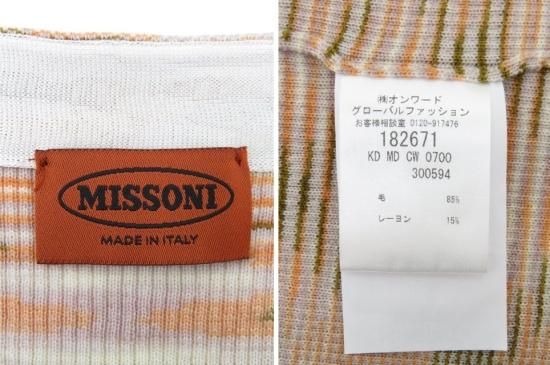 MISSONI
MADE IN ITALY
㈱オンワード
グローバルファッション
お客様相談室 0120-917476
182671
KD MD CW 0700
300594
毛 85%
レーヨン 15%